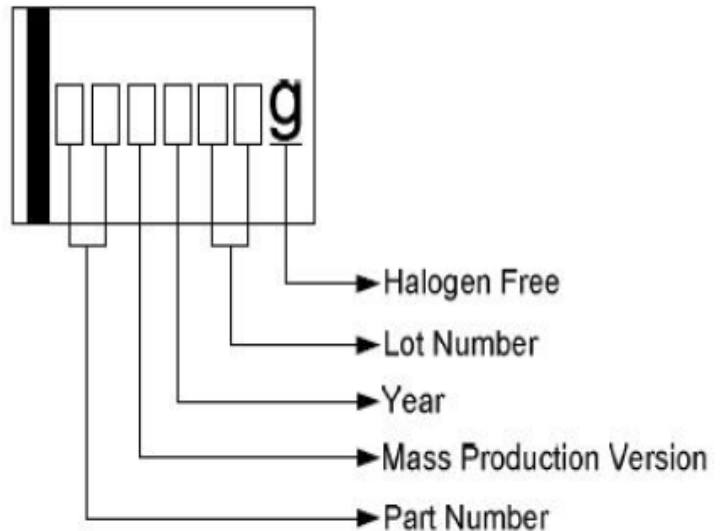 g
Halogen Free
Lot Number
Year
Mass Production Version
Part Number